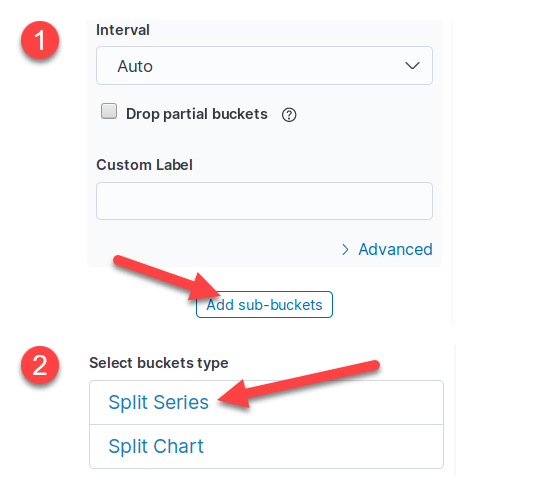 1
Interval
Auto
Drop partial buckets ?
Custom Label
> Advanced
Add sub-buckets
2
Select buckets type
Split Series
Split Chart